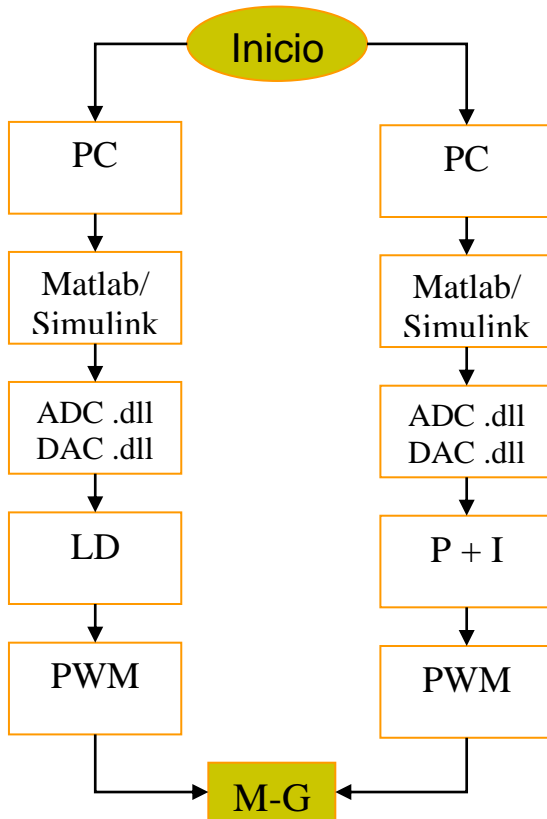 Inicio
PC
Matlab/
Simulink
ADC .dll
DAC .dll
LD
PWM
PC
Matlab/
Simulink
ADC .dll
DAC .dll
P + I
PWM
M-G